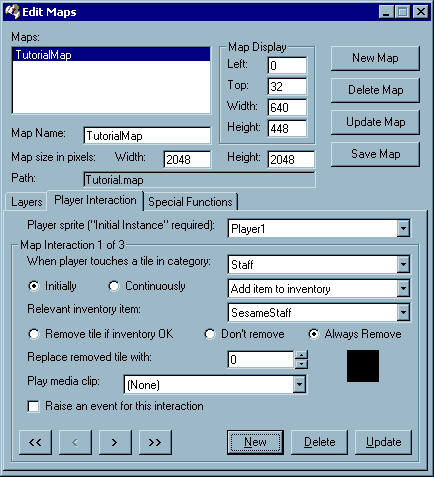 Edit Maps
Maps:
TutorialMap
Map Display
Left: 0
Top: 32
Width: 640
Height: 448
New Map
Delete Map
Update Map
Save Map
Map Name: TutorialMap
Map size in pixels: Width: 2048 Height: 2048
Path: Tutorial.map
Layers Player Interaction Special Functions
Player sprite ("Initial Instance" required): Player1
Map Interaction 1 of 3
When player touches a tile in category: Staff
Initially Continuously Add item to inventory
Relevant inventory item: SesameStaff
Remove tile if inventory OK Don't remove Always Remove
Replace removed tile with: 0
Play media clip: (None)
Raise an event for this interaction
<< < > >> New Delete Update